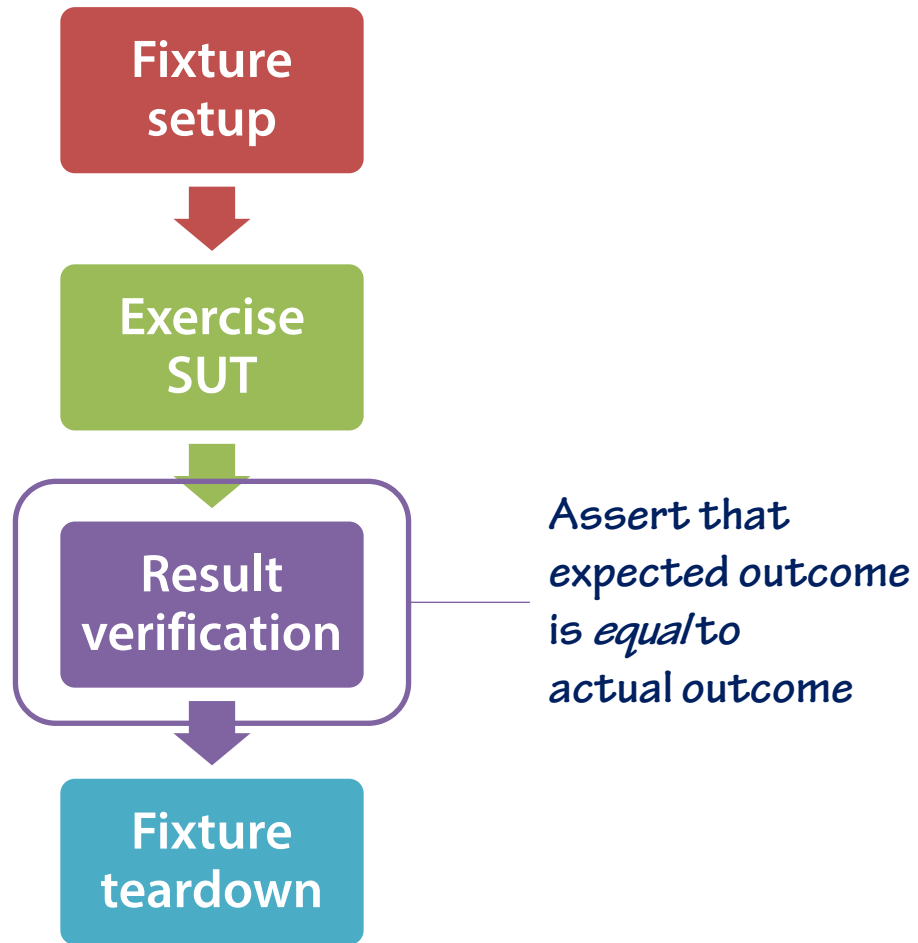 Fixture
setup
Exercise
SUT
Result
verification
Assert that
expected outcome
is equal to
actual outcome
Fixture
teardown